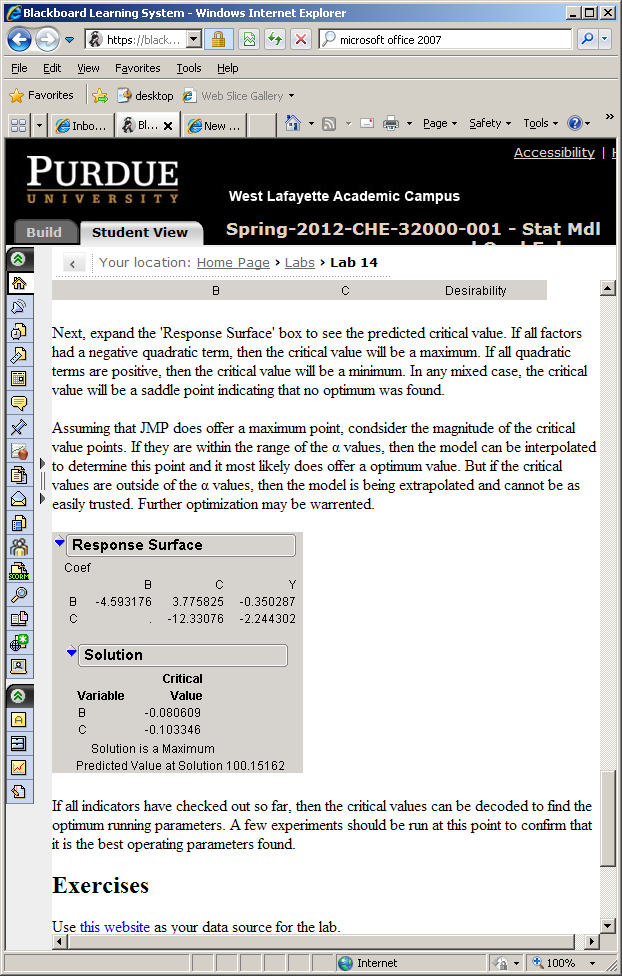 Blackboard Learning System - Windows Internet Explorer
https://black...
microsoft office 2007
File Edit View Favorites Tools Help
Favorites desktop Web Slice Gallery
Inbo... Bl... New ...
Page Safety Tools
Accessibility |
PURDUE
UNIVERSITY
West Lafayette Academic Campus
Build Student View
Spring-2012-CHE-32000-001 - Stat Mdl
Your location: Home Page › Labs › Lab 14
B C Desirability
Next, expand the 'Response Surface' box to see the predicted critical value. If all factors
had a negative quadratic term, then the critical value will be a maximum. If all quadratic
terms are positive, then the critical value will be a minimum. In any mixed case, the critical
value will be a saddle point indicating that no optimum was found.
Assuming that JMP does offer a maximum point, condsider the magnitude of the critical
value points. If they are within the range of the α values, then the model can be interpolated
to determine this point and it most likely does offer a optimum value. But if the critical
values are outside of the α values, then the model is being extrapolated and cannot be as
easily trusted. Further optimization may be warrented.
Response Surface
Coef
B C Y
B -4.593176 3.775825 -0.350287
C . -12.33076 -2.244302
Solution
Critical
Variable Value
B -0.080609
C -0.103346
Solution is a Maximum
Predicted Value at Solution 100.15162
If all indicators have checked out so far, then the critical values can be decoded to find the
optimum running parameters. A few experiments should be run at this point to confirm that
it is the best operating parameters found.
Exercises
Use this website as your data source for the lab.
Internet 100%